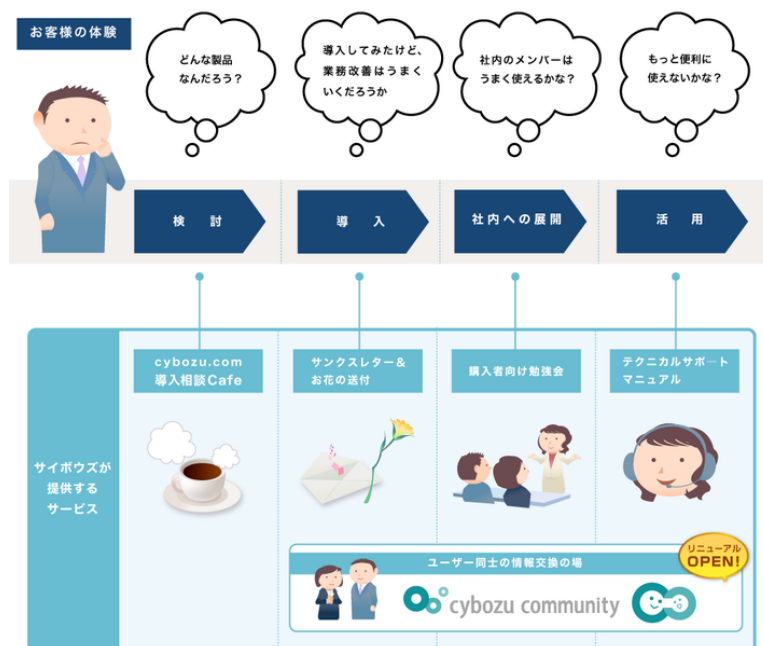 お客様の体験
どんな製品
なんだろう？
導入してみたけど、
業務改善はうまく
いくだろうか
社内のメンバーは
うまく使えるかな？
もっと便利に
使えないかな？
検討
導入
社内への展開
活用
cybozu.com
導入相談Cafe
サンクスレター＆
お花の送付
購入者向け勉強会
テクニカルサポート
マニュアル
サイボウズが
提供する
サービス
リニューアル
OPEN!
ユーザー同士の情報交換の場
cybozu community